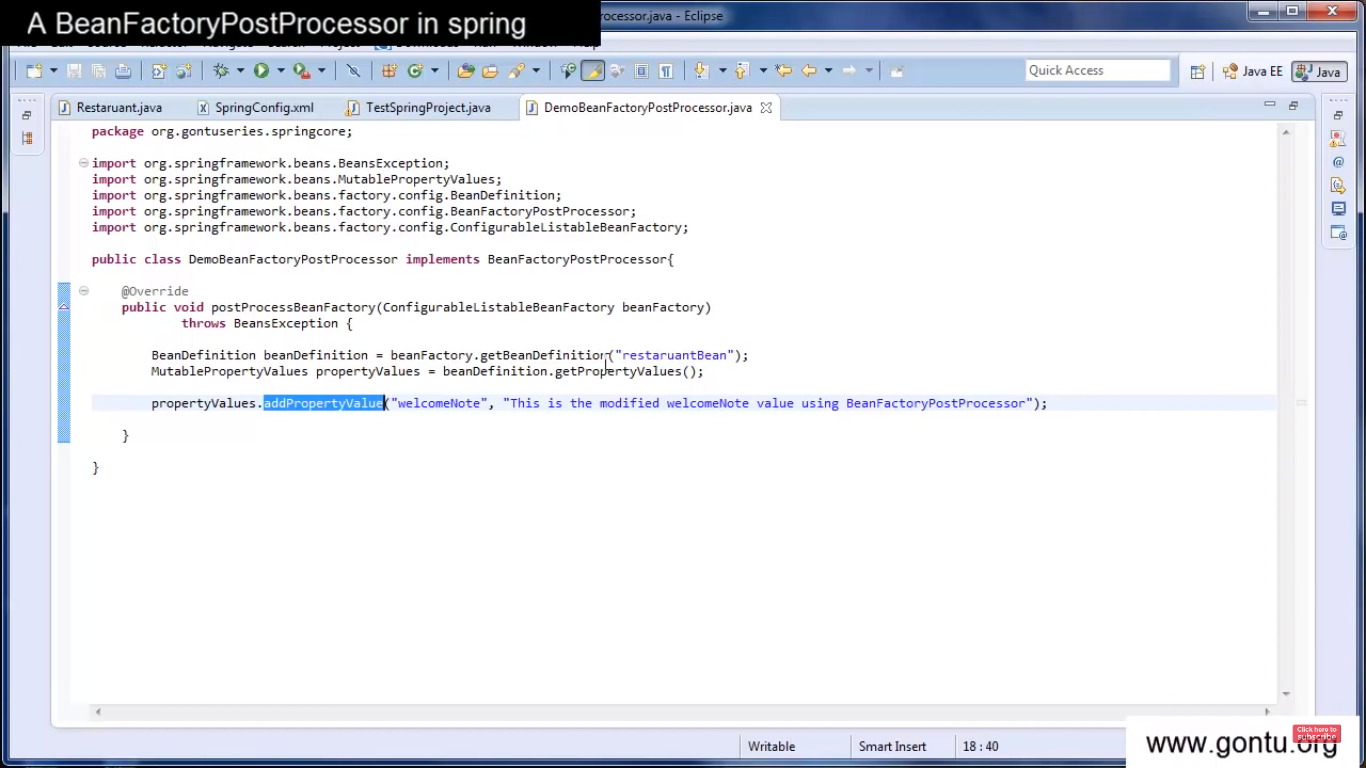 A BeanFactoryPostProcessor in spring
ocessor.java - Eclipse
Quick Access
Java EE
Java
Restaruant.java
SpringConfig.xml
TestSpringProject.java
DemoBeanFactoryPostProcessor.java
package org.gontuseries.springcore;
import org.springframework.beans.BeansException;
import org.springframework.beans.MutablePropertyValues;
import org.springframework.beans.factory.config.BeanDefinition;
import org.springframework.beans.factory.config.BeanFactoryPostProcessor;
import org.springframework.beans.factory.config.ConfigurableListableBeanFactory;
public class DemoBeanFactoryPostProcessor implements BeanFactoryPostProcessor{
@Override
public void postProcessBeanFactory(ConfigurableListableBeanFactory beanFactory)
throws BeansException {
BeanDefinition beanDefinition = beanFactory.getBeanDefinition("restaruantBean");
MutablePropertyValues propertyValues = beanDefinition.getPropertyValues();
propertyValues.addPropertyValue("welcomeNote", "This is the modified welcomeNote value using BeanFactoryPostProcessor");
}
}
Writable
Smart Insert
18 : 40
www.gontu.org
Click here to
subscribe